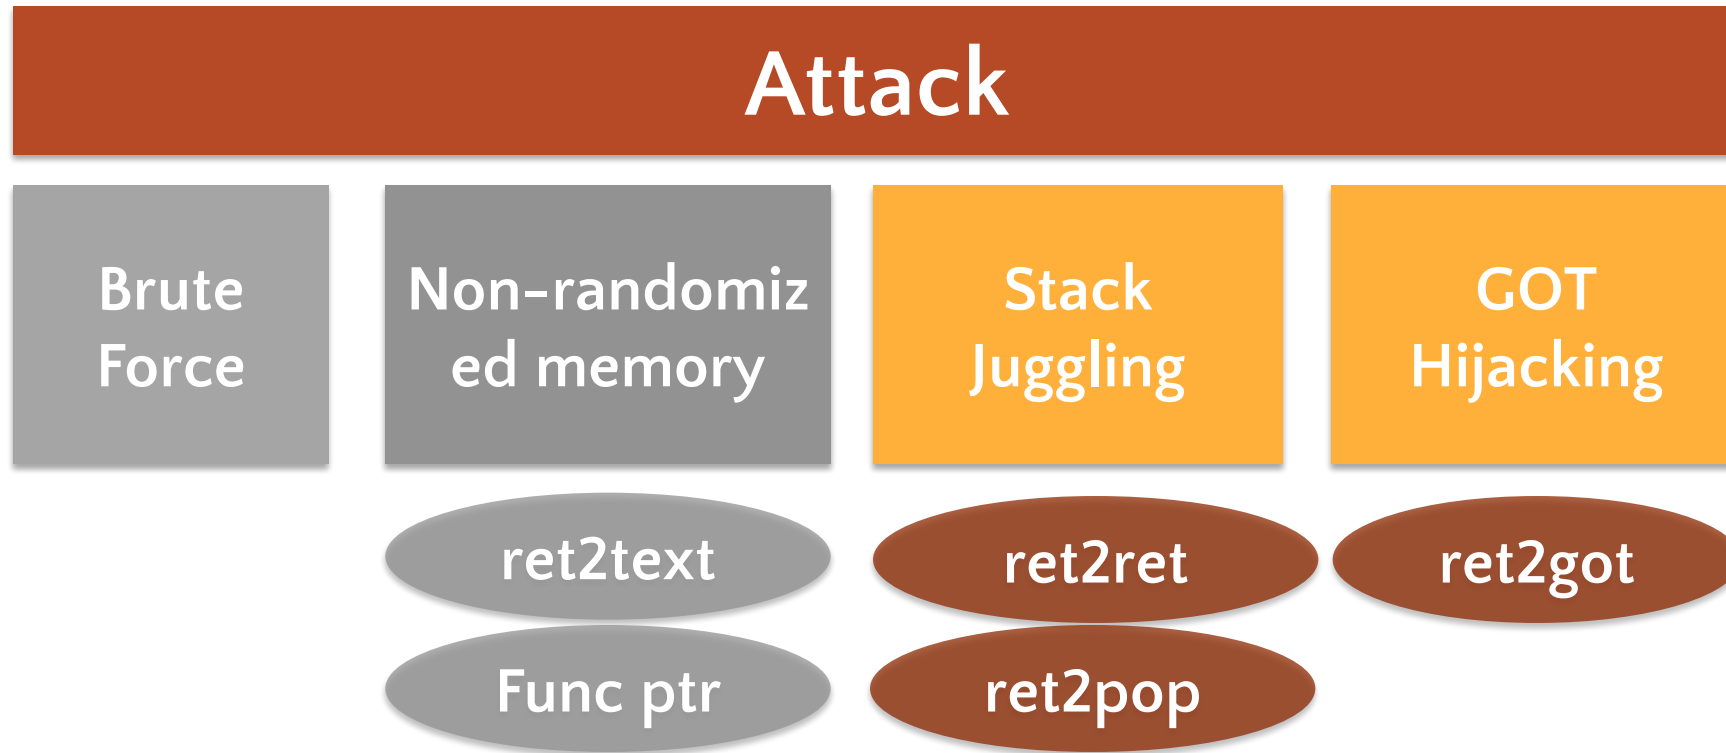 Attack
Brute
Force
Non-randomiz
ed memory
Stack
Juggling
GOT
Hijacking
ret2text
ret2ret
ret2got
Func ptr
ret2pop